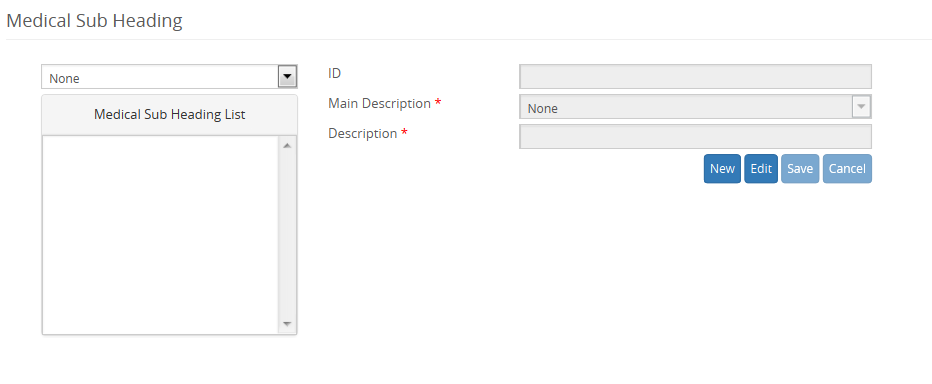 Medical Sub Heading
None
Medical Sub Heading List
ID
Main Description *
None
Description *
New Edit Save Cancel